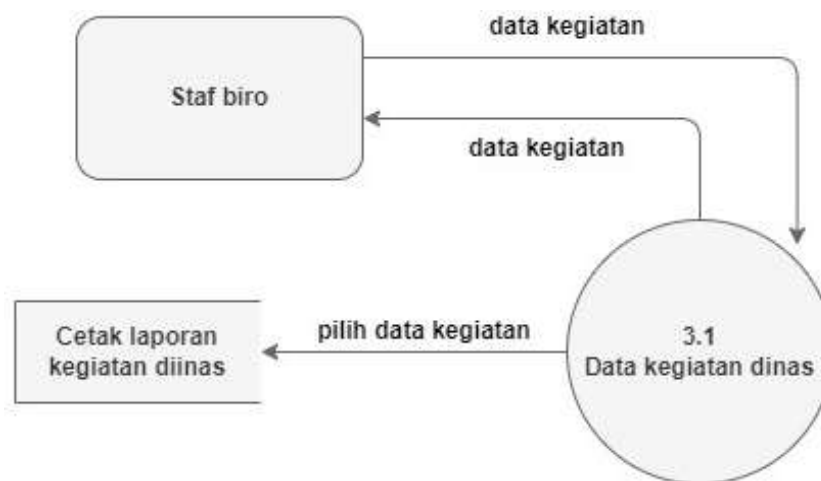 data kegiatan
Staf biro
data kegiatan
pilih data kegiatan
Cetak laporan
kegiatan diinas
3.1
Data kegiatan dinas